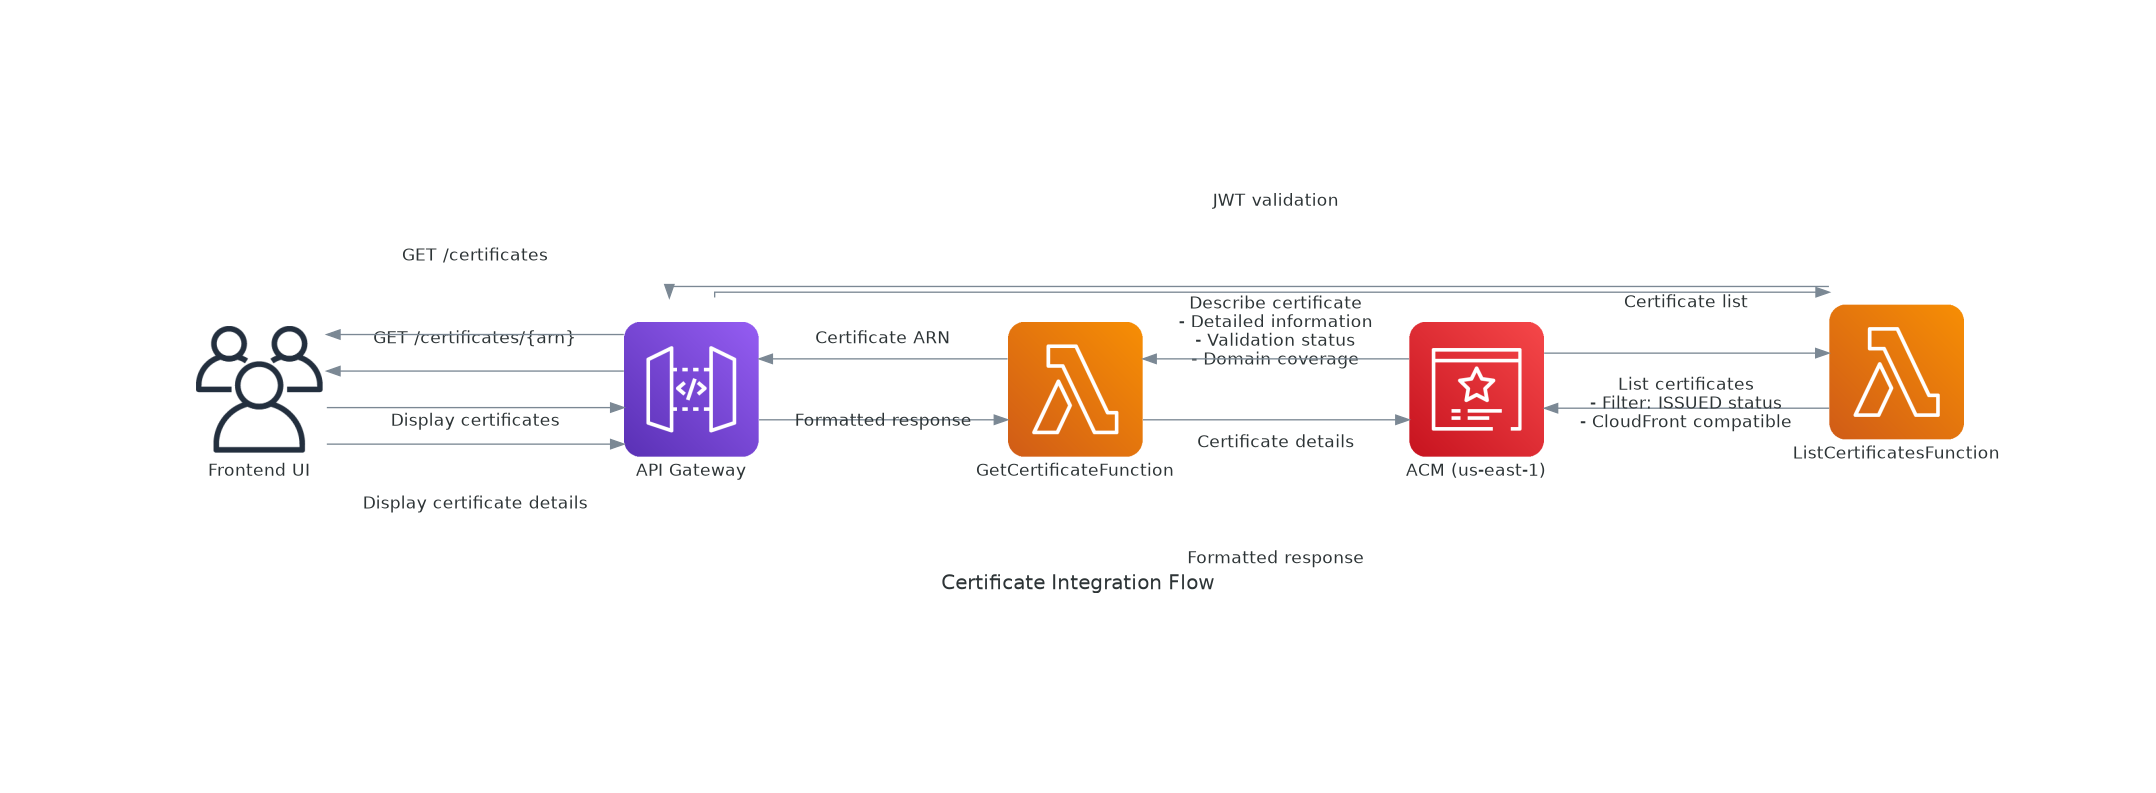 JWT validation
GET /certificates
Describe certificate
- Detailed information
- Validation status
- Domain coverage
Certificate list
GET /certificates/{arn}
Certificate ARN
List certificates
- Filter: ISSUED status
- CloudFront compatible
Display certificates
Formatted response
Certificate details
ListCertificatesFunction
Frontend UI
API Gateway
GetCertificateFunction
ACM (us-east-1)
Display certificate details
Formatted response
Certificate Integration Flow